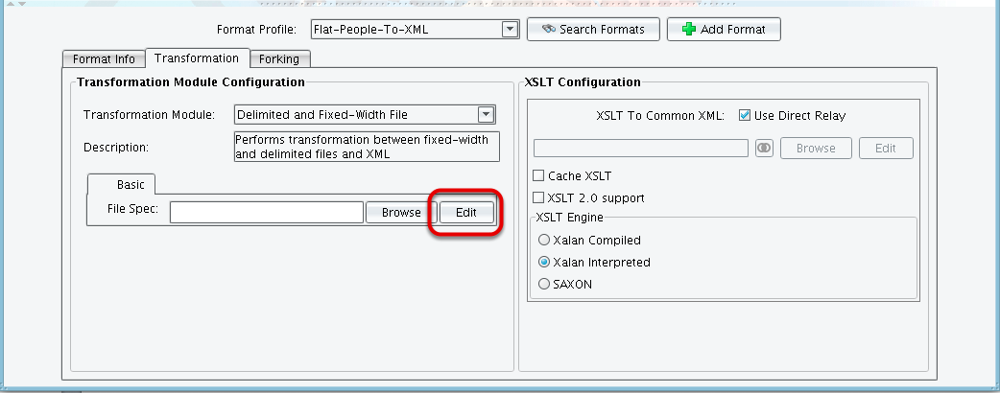 Format Profile: Flat-People-To-XML Search Formats Add Format
Format Info Transformation Forking
Transformation Module Configuration
Transformation Module: Delimited and Fixed-Width File
Description: Performs transformation between fixed-width
and delimited files and XML
Basic
File Spec: Browse Edit
XSLT Configuration
XSLT To Common XML: Use Direct Relay
Browse Edit
Cache XSLT
XSLT 2.0 support
XSLT Engine
Xalan Compiled
Xalan Interpreted
SAXON